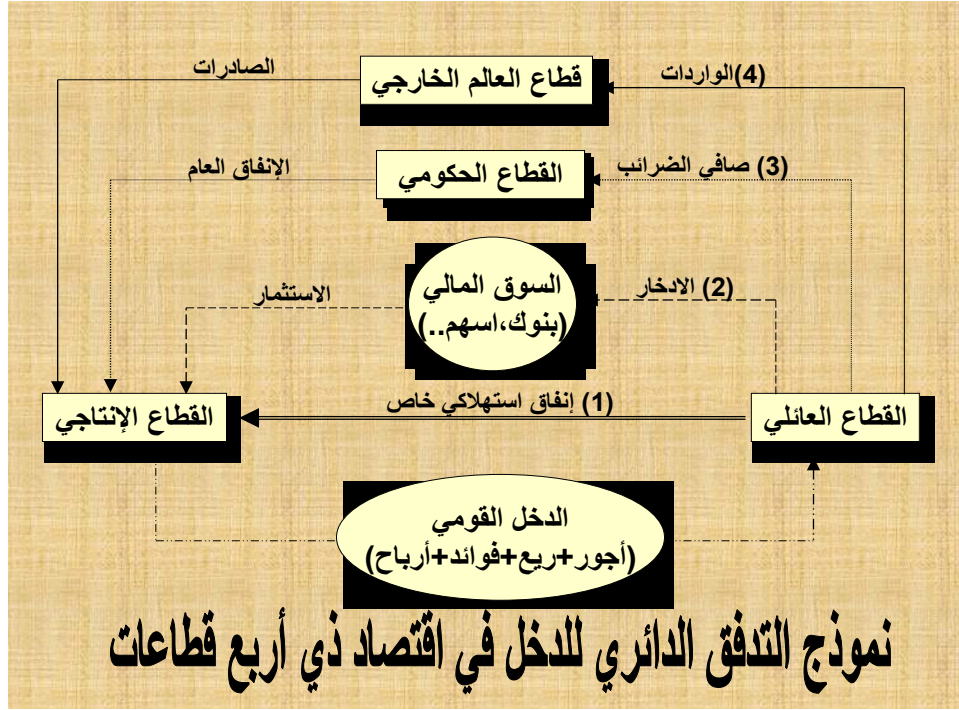 (4)الواردات
قطاع العالم الخارجي
الصادرات
(3) صافي الضرائب
القطاع الحكومي
الإنفاق العام
(2) الادخار
السوق المالي
(بنوك،اسهم..)
الاستثمار
(1) إنفاق استهلاكي خاص
القطاع العائلي
القطاع الإنتاجي
الدخل القومي
(أجور+ريع+فوائد+أرباح)
نموذج التدفق الدائري للدخل في اقتصاد ذي أربع قطاعات